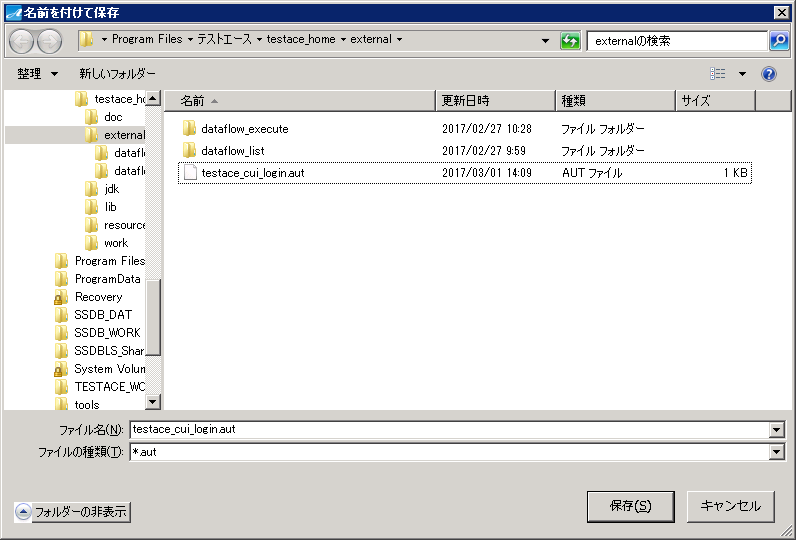 名前を付けて保存
Program Files テストエース testace_home external
externalの検索
整理 新しいフォルダー
testace_ho
doc
external
datafl
datafl
jdk
lib
resource
work
Program Files
ProgramData
Recovery
SSDB_DAT
SSDB_WORK
SSDBLS_Shar
System Volum
TESTACE_WO
tools
名前 更新日時 種類 サイズ
dataflow_execute 2017/02/27 10:28 ファイル フォルダー
dataflow_list 2017/02/27 9:59 ファイル フォルダー
testace_cui_login.aut 2017/03/01 14:09 AUT ファイル 1 KB
ファイル名(N): testace_cui_login.aut
ファイルの種類(T): *.aut
フォルダーの非表示
保存(S) キャンセル